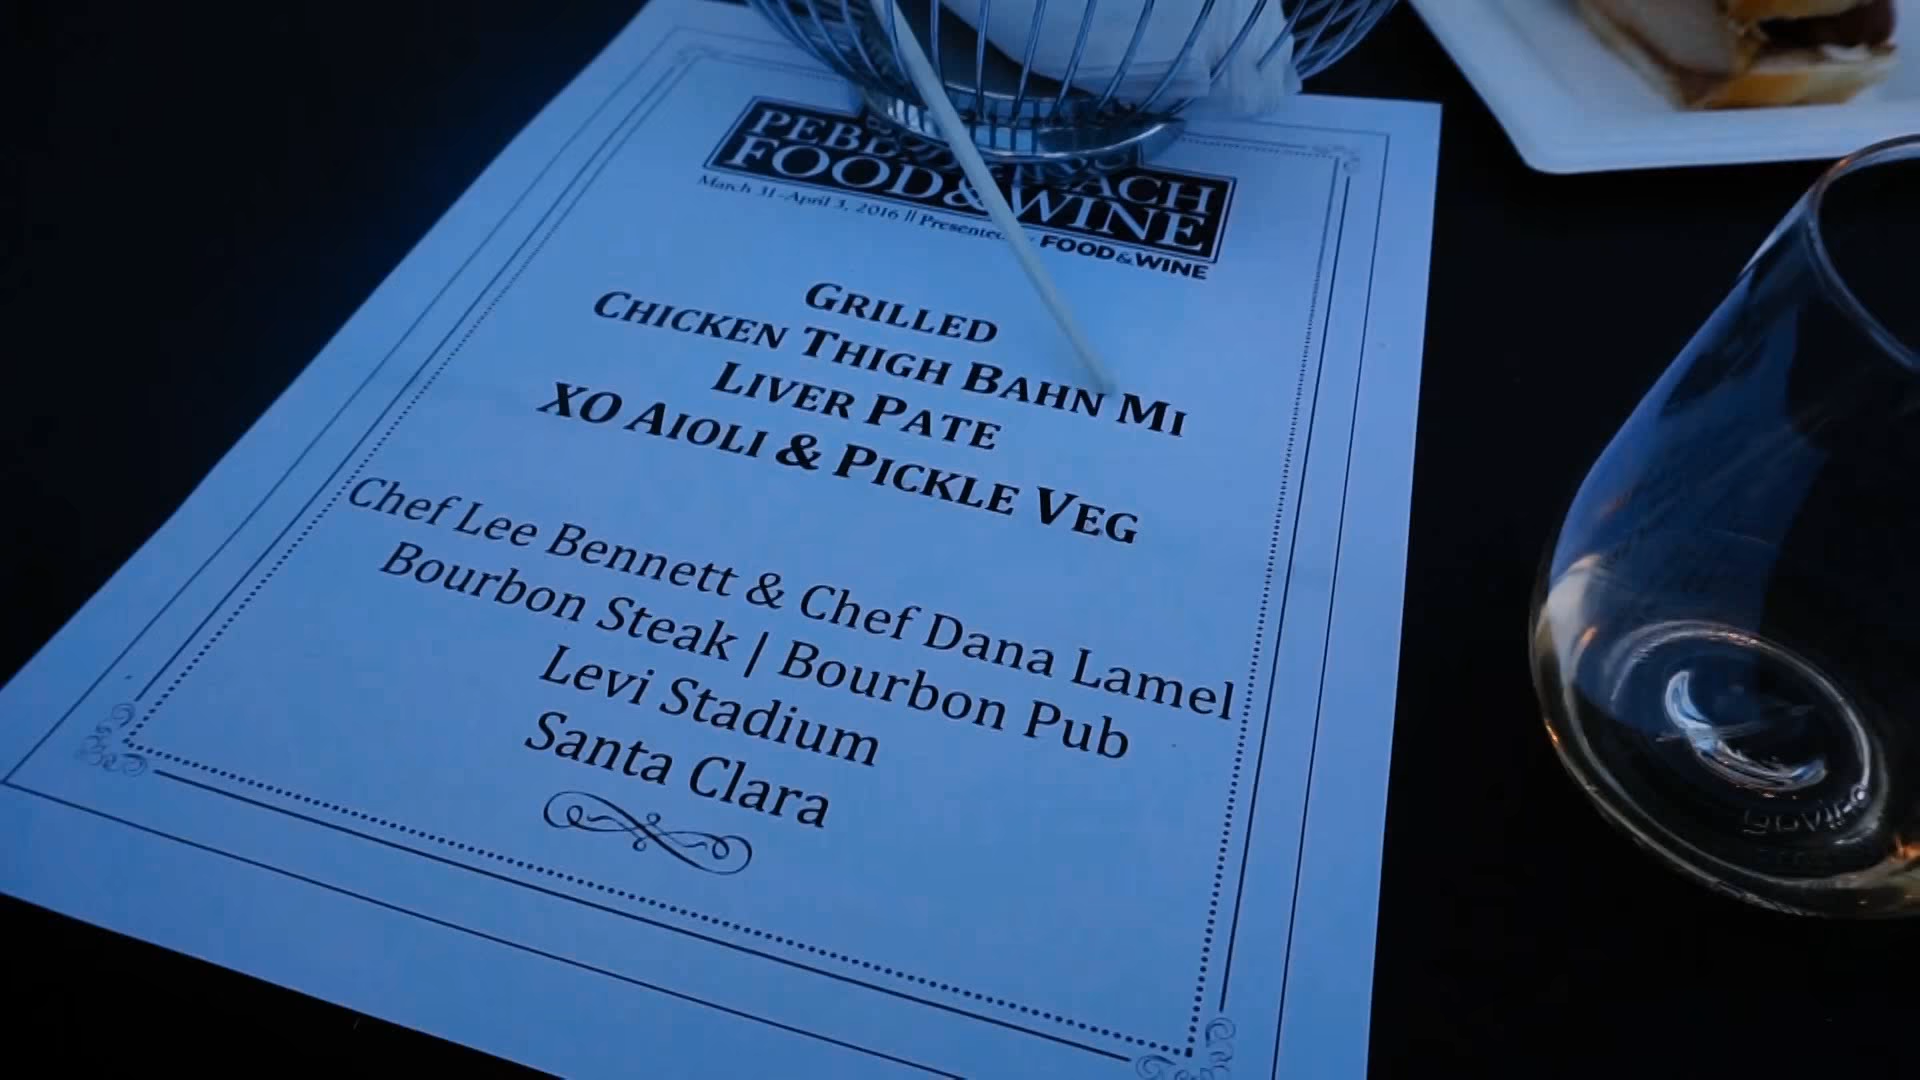 FOOD & WINE
March 31-April 3, 2016 || Presented
FOOD&WINE
GRILLED
CHICKEN THIGH BAHN MI
LIVER PATE
XO AIOLI & PICKLE VEG
Chef Lee Bennett & Chef Dana Lamel
Bourbon Steak | Bourbon Pub
Levi Stadium
Santa Clara